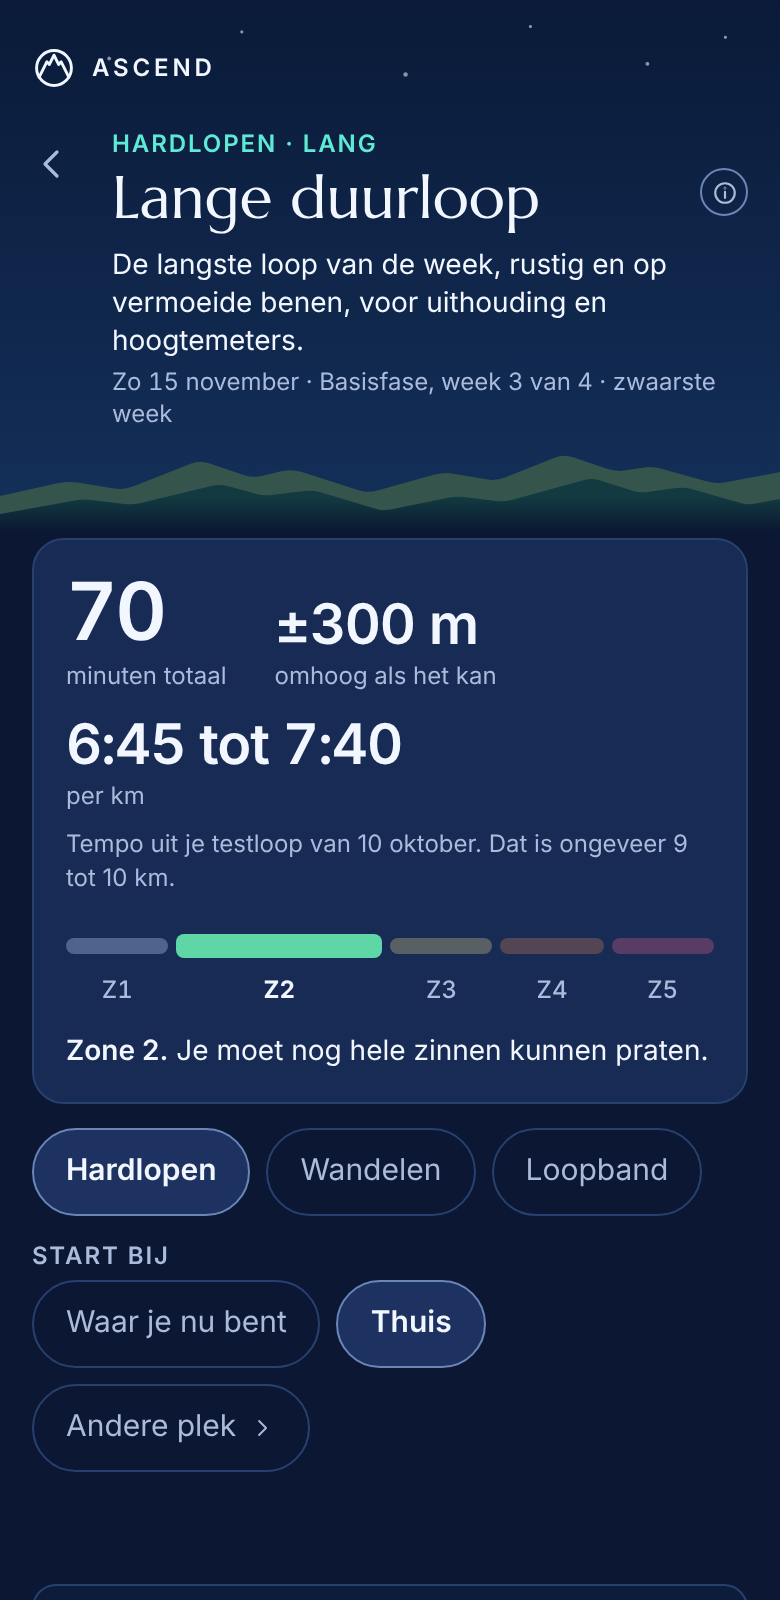 ASCEND
HARDLOPEN · LANG
Lange duurloop
De langste loop van de week, rustig en op
vermoeide benen, voor uithouding en
hoogtemeters.
Zo 15 november · Basisfase, week 3 van 4 · zwaarste
week
70
minuten totaal
±300 m
omhoog als het kan
6:45 tot 7:40
per km
Tempo uit je testloop van 10 oktober. Dat is ongeveer 9
tot 10 km.
Z1 Z2 Z3 Z4 Z5
Zone 2. Je moet nog hele zinnen kunnen praten.
Hardlopen Wandelen Loopband
START BIJ
Waar je nu bent Thuis
Andere plek